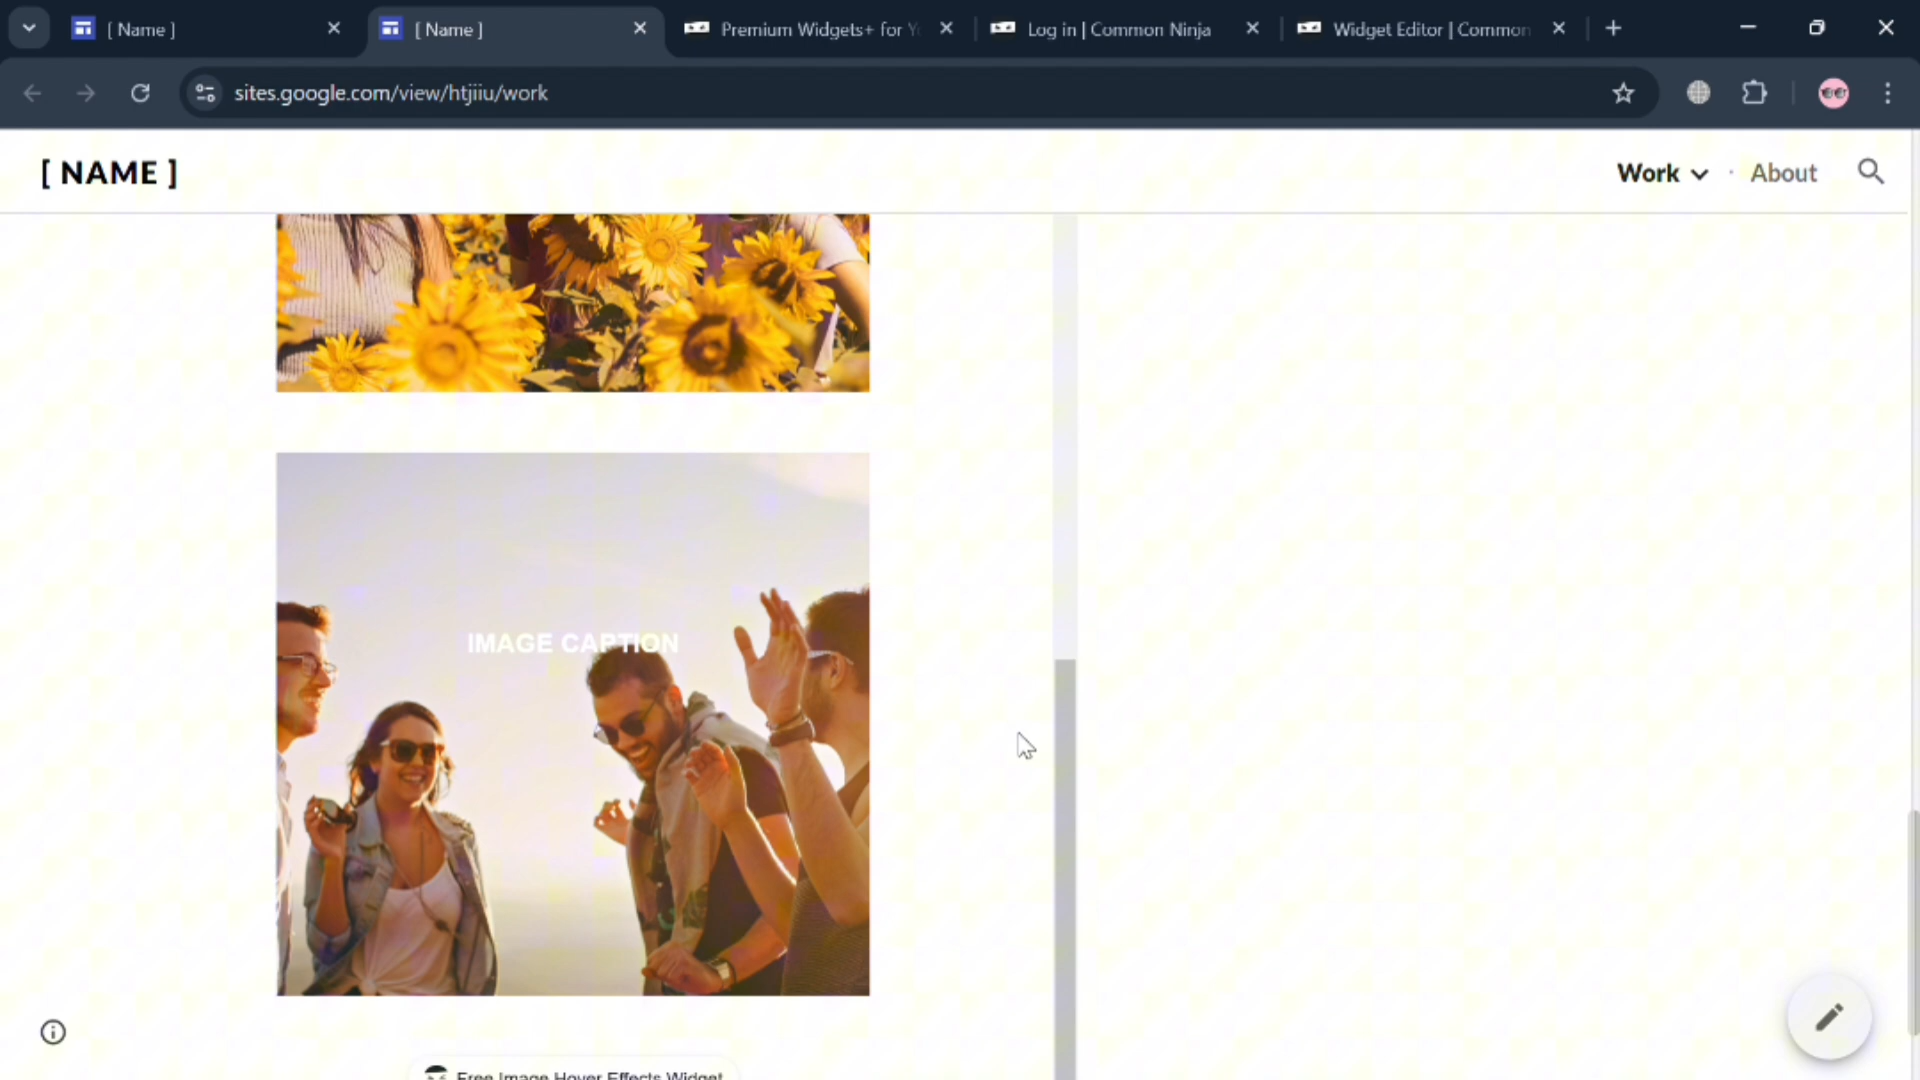 [ Name ]
[ Name ]
Premium Widgets+ for Y
Log in | Common Ninja
Widget Editor | Common
sites.google.com/view/htjiiu/work
[ NAME ]
Work
About
IMAGE CAPTION
Free Image Hover Effects Widget